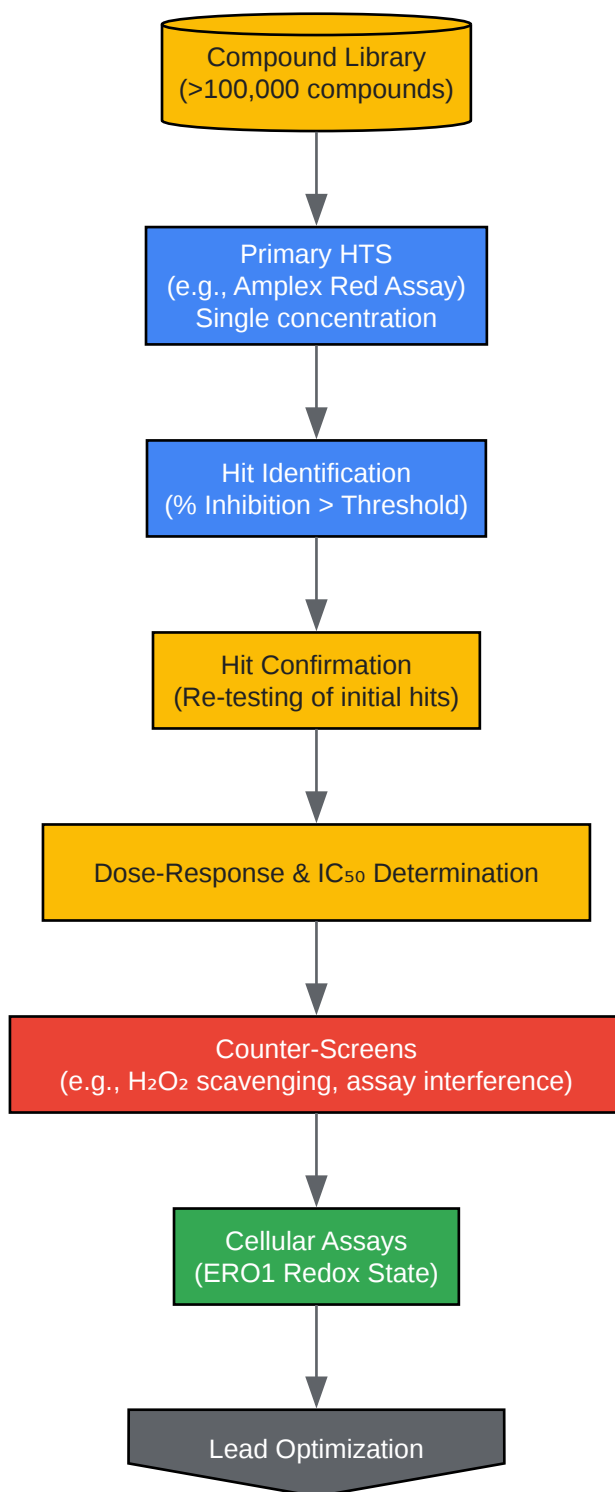 Compound Library
(>100,000 compounds)
Primary HTS
(e.g., Amplex Red Assay)
Single concentration
Hit Identification
(% Inhibition > Threshold)
Hit Confirmation
(Re-testing of initial hits)
Dose-Response & IC₅₀ Determination
Counter-Screens
(e.g., H₂O₂ scavenging, assay interference)
Cellular Assays
(ERO1 Redox State)
Lead Optimization